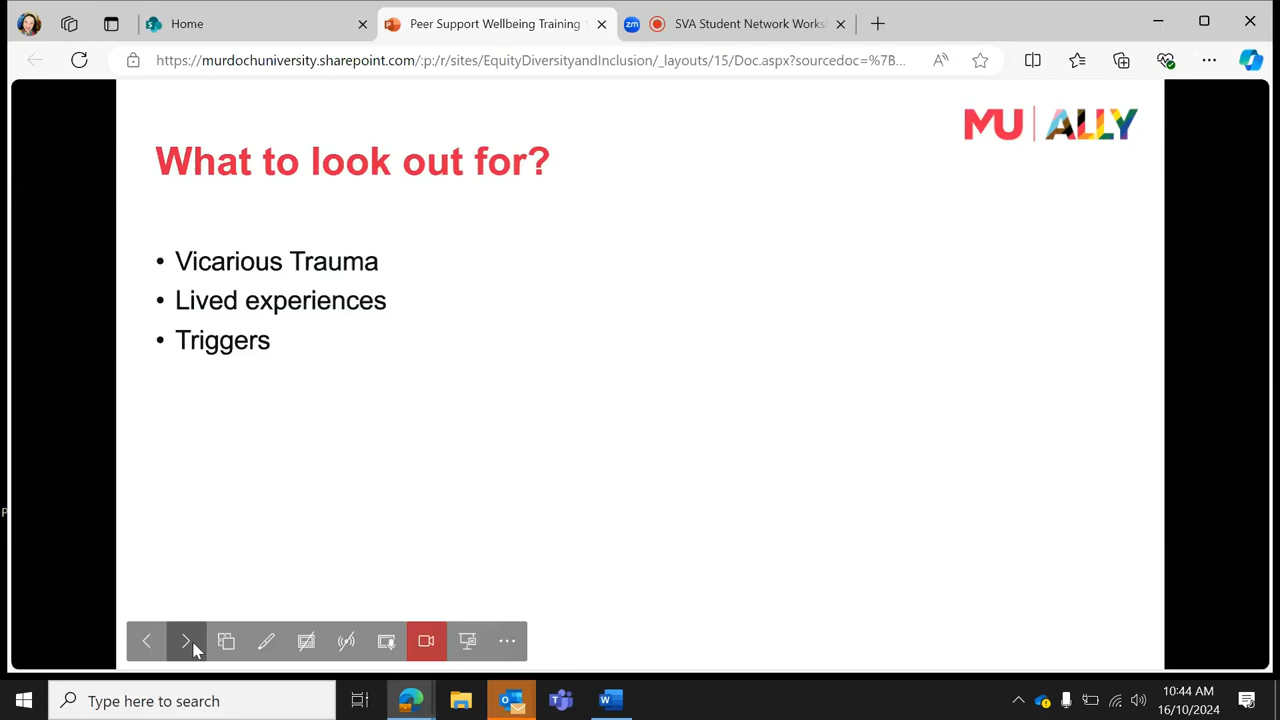 Home
Peer Support Wellbeing Training
zm
SVA Student Network Works
https://murdochuniversity.sharepoint.com/:p:/r/sites/EquityDiversityandInclusion/_layouts/15/Doc.aspx?sourcedoc=%7B...
MU | ALLY
What to look out for?
• Vicarious Trauma
• Lived experiences
• Triggers
P
Type here to search
10:44 AM
16/10/2024